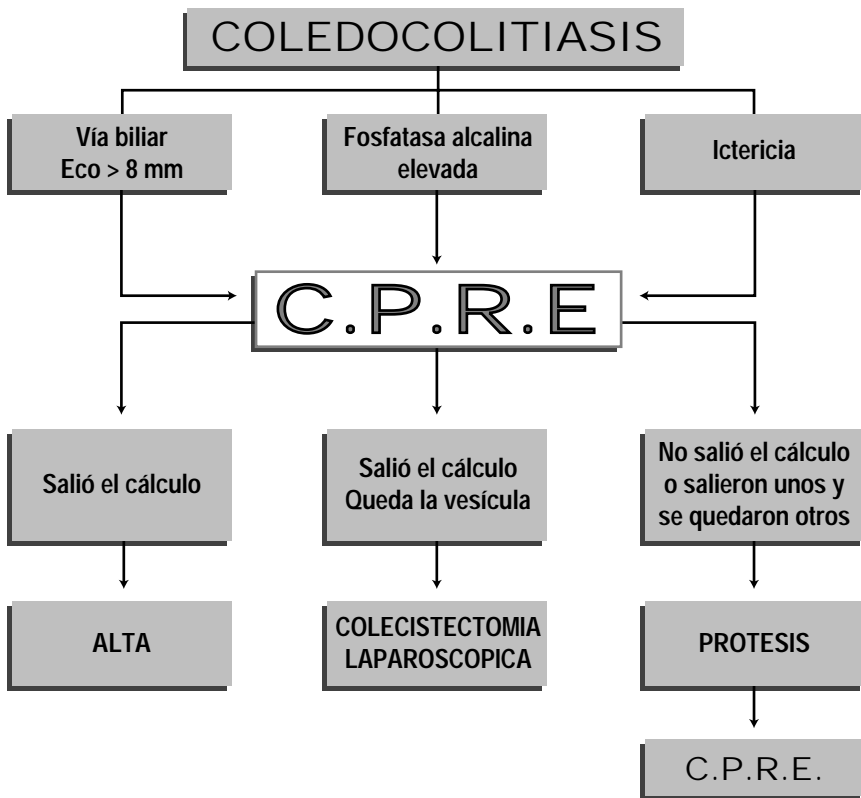 COLEDOCOLITIASIS
Vía biliar
Eco > 8 mm
Fosfatasa alcalina
elevada
Ictericia
C.P.R.E
Salió el cálculo
Salió el cálculo
Queda la vesícula
No salió el cálculo
o salieron unos y
se quedaron otros
ALTA
COLECISTECTOMIA
LAPAROSCOPICA
PROTESIS
C.P.R.E.